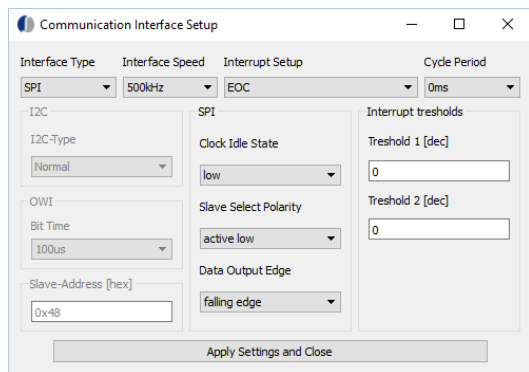 Communication Interface Setup
Interface Type Interface Speed Interrupt Setup Cycle Period
SPI 500kHz EOC 0ms
I2C
I2C-Type
Normal
OWI
Bit Time
100us
Slave-Address [hex]
0x48
SPI
Clock Idle State
low
Slave Select Polarity
active low
Data Output Edge
falling edge
Interrupt tresholds
Treshold 1 [dec]
0
Treshold 2 [dec]
0
Apply Settings and Close